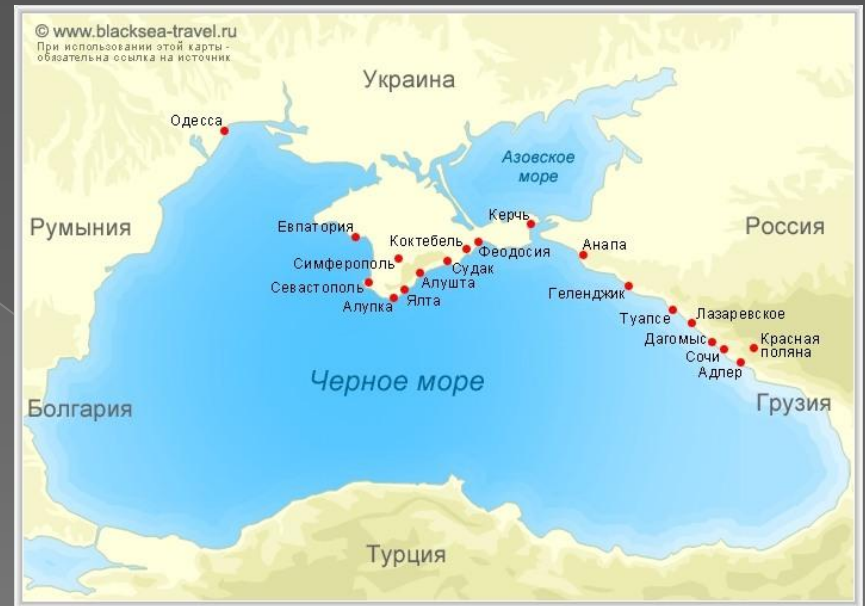 © www.blacksea-travel.ru
При использовании этой карты -
обязательна ссылка на источник
Украина
Одесса
Азовское
море
Румыния
Евпатория
Коктебель
Керчь
Феодосия
Россия
Анапа
Симферополь
Судак
Севастополь
Алушта
Алупка
Ялта
Геленджик
Туапсе
Лазаревское
Дагомыс
Красная
поляна
Сочи
Адлер
Черное море
Болгария
Грузия
Турция